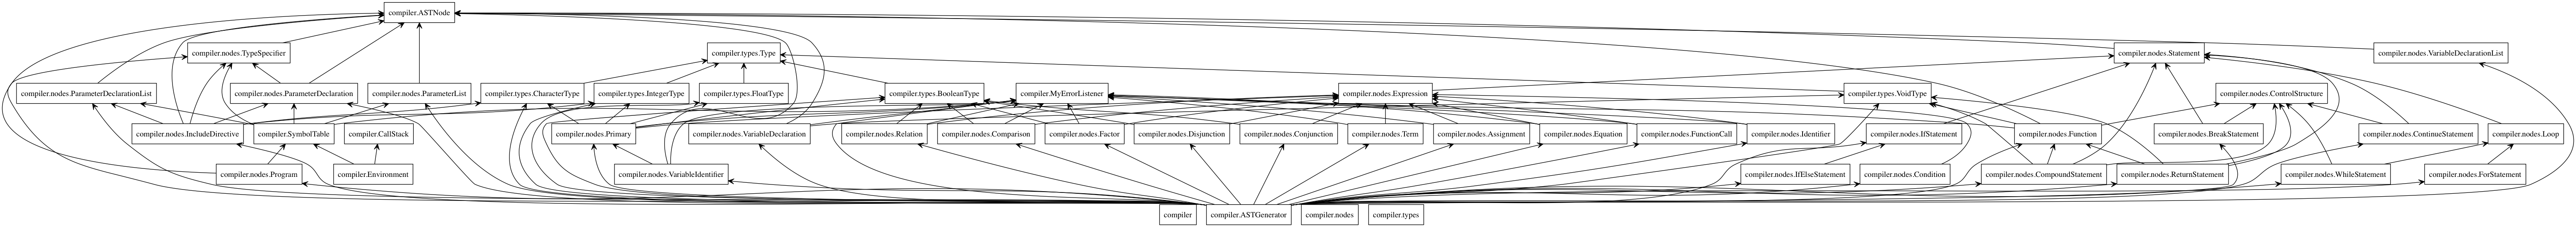 compiler.ASTNode
compiler.nodes.TypeSpecifier
compiler.types.Type
compiler.nodes.Statement
compiler.nodes.VariableDeclarationList
compiler.nodes.ParameterDeclarationList
compiler.nodes.ParameterDeclaration
compiler.nodes.ParameterList
compiler.types.CharacterType
compiler.types.IntegerType
compiler.types.FloatType
compiler.types.BooleanType
compiler.MyErrorListener
compiler.nodes.Expression
compiler.types.VoidType
compiler.nodes.ControlStructure
compiler.nodes.IncludeDirective
compiler.SymbolTable
compiler.CallStack
compiler.nodes.Primary
compiler.nodes.VariableDeclaration
compiler.nodes.Relation
compiler.nodes.Comparison
compiler.nodes.Factor
compiler.nodes.Disjunction
compiler.nodes.Conjunction
compiler.nodes.Term
compiler.nodes.Assignment
compiler.nodes.Equation
compiler.nodes.FunctionCall
compiler.nodes.Identifier
compiler.nodes.IfStatement
compiler.nodes.Function
compiler.nodes.BreakStatement
compiler.nodes.ContinueStatement
compiler.nodes.Loop
compiler.nodes.Program
compiler.Environment
compiler.nodes.VariableIdentifier
compiler.nodes.IfElseStatement
compiler.nodes.Condition
compiler.nodes.CompoundStatement
compiler.nodes.ReturnStatement
compiler.nodes.WhileStatement
compiler.nodes.ForStatement
compiler
compiler.ASTGenerator
compiler.nodes
compiler.types